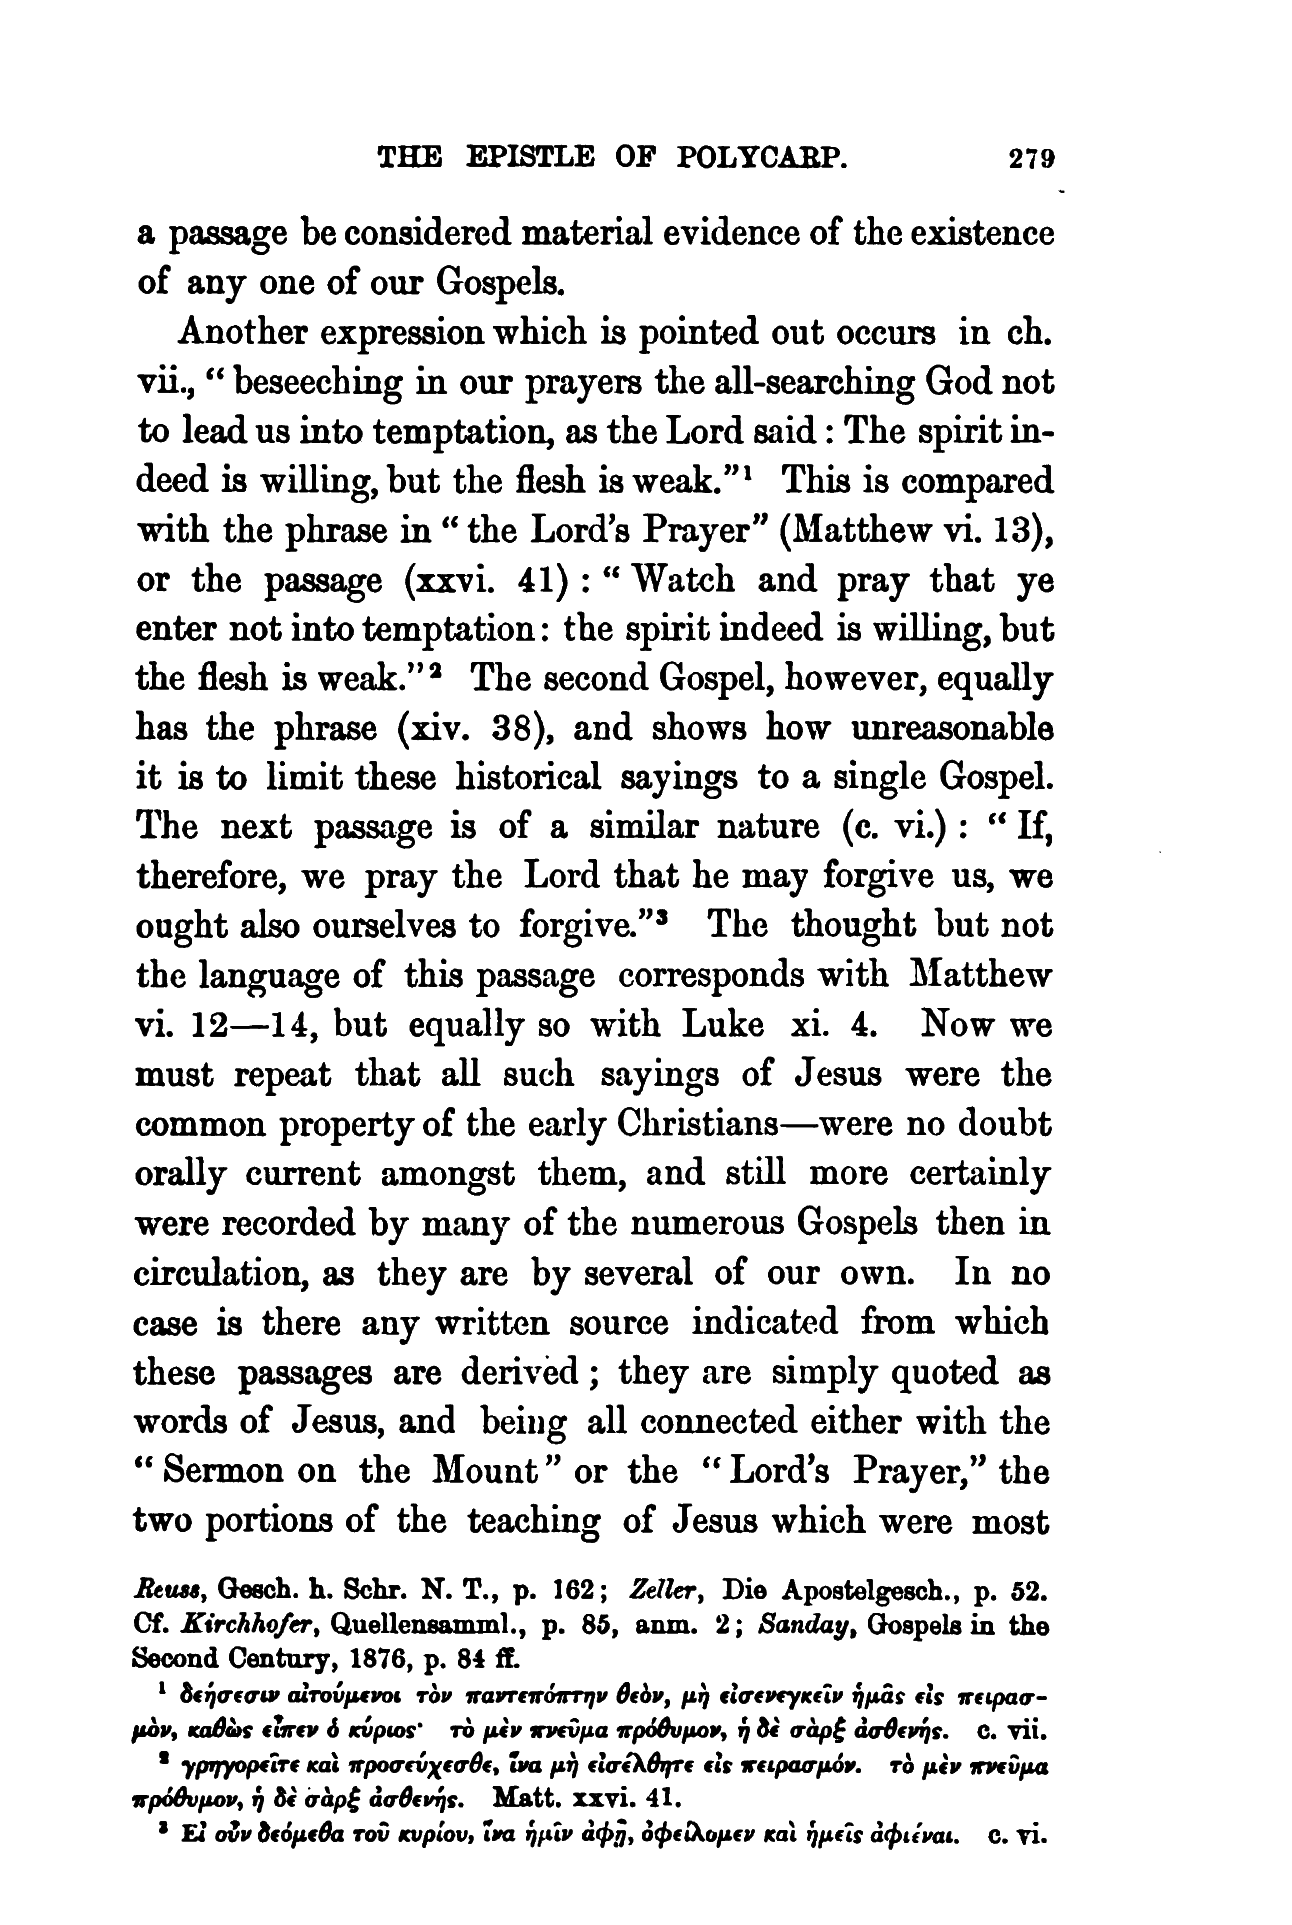 THE EPISTLE OF POLYCARP. 279
a passage be considered material evidence of the existence
of any one of our Gospels.
Another expression which is pointed out occurs in ch.
vii., “beseeching in our prayers the all-searching God not
to lead us into temptation, as the Lord said : The spirit in-
deed is willing, but the flesh is weak.”¹ This is compared
with the phrase in “the Lord’s Prayer” (Matthew vi. 13),
or the passage (xxvi. 41) : “Watch and pray that ye
enter not into temptation: the spirit indeed is willing, but
the flesh is weak.”² The second Gospel, however, equally
has the phrase (xiv. 38), and shows how unreasonable
it is to limit these historical sayings to a single Gospel.
The next passage is of a similar nature (c. vi.) : “If,
therefore, we pray the Lord that he may forgive us, we
ought also ourselves to forgive.”³ The thought but not
the language of this passage corresponds with Matthew
vi. 12—14, but equally so with Luke xi. 4. Now we
must repeat that all such sayings of Jesus were the
common property of the early Christians—were no doubt
orally current amongst them, and still more certainly
were recorded by many of the numerous Gospels then in
circulation, as they are by several of our own. In no
case is there any written source indicated from which
these passages are derived ; they are simply quoted as
words of Jesus, and being all connected either with the
“Sermon on the Mount” or the “Lord’s Prayer,” the
two portions of the teaching of Jesus which were most
Reuss, Gesch. h. Schr. N. T., p. 162; Zeller, Die Apostelgesch., p. 52.
Cf. Kirchhofer, Quellensamml., p. 85, anm. 2; Sanday, Gospels in the
Second Century, 1876, p. 84 ff.
¹ δεήσεσιν αἰτούμενοι τὸν παντεπόπτην θεὸν, μὴ εἰσενεγκεῖν ἡμᾶς εἰς πειρασ-
μὸν, καθὼς εἶπεν ὁ κύριος· τὸ μὲν πνεῦμα πρόθυμον, ἡ δὲ σὰρξ ἀσθενής. c. vii.
² γρηγορεῖτε καὶ προσεύχεσθε, ἵνα μὴ εἰσέλθητε εἰς πειρασμόν. τὸ μὲν πνεῦμα
πρόθυμον, ἡ δὲ σὰρξ ἀσθενής. Matt. xxvi. 41.
³ Εἰ οὖν δεόμεθα τοῦ κυρίου, ἵνα ἡμῖν ἀφῇ, ὀφείλομεν καὶ ἡμεῖς ἀφιέναι. c. vi.